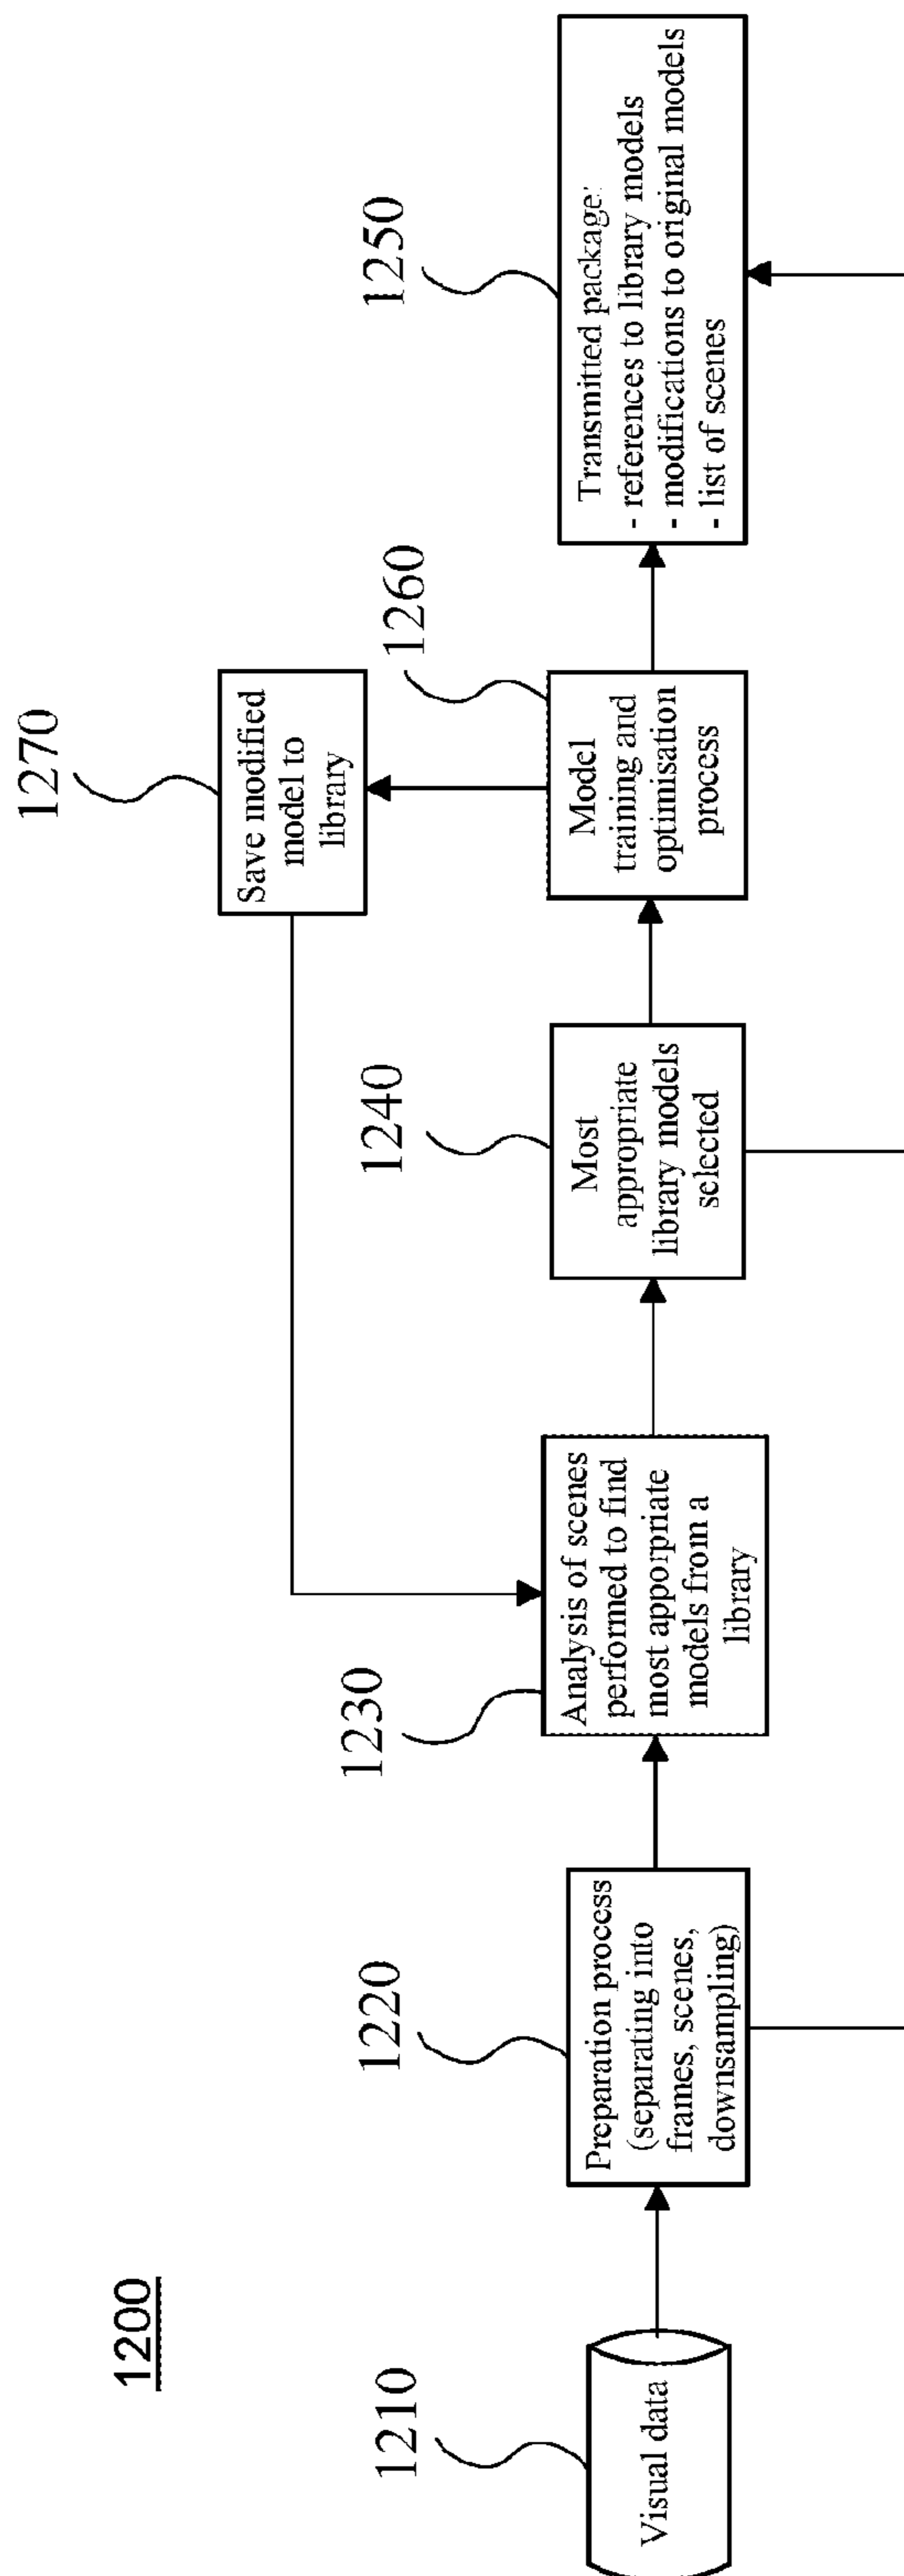 1200
1210
Visual data
1220
Preparation process
(separating into
frames, scenes,
downsampling)
1230
Analysis of scenes
performed to find
most apporpriate
models from a
library
1240
Most
appropriate
library models
selected
1260
Model
training and
optimisation
process
1270
Save modified
model to
library
1250
Transmitted package:
- references to library models
- modifications to original models
- list of scenes